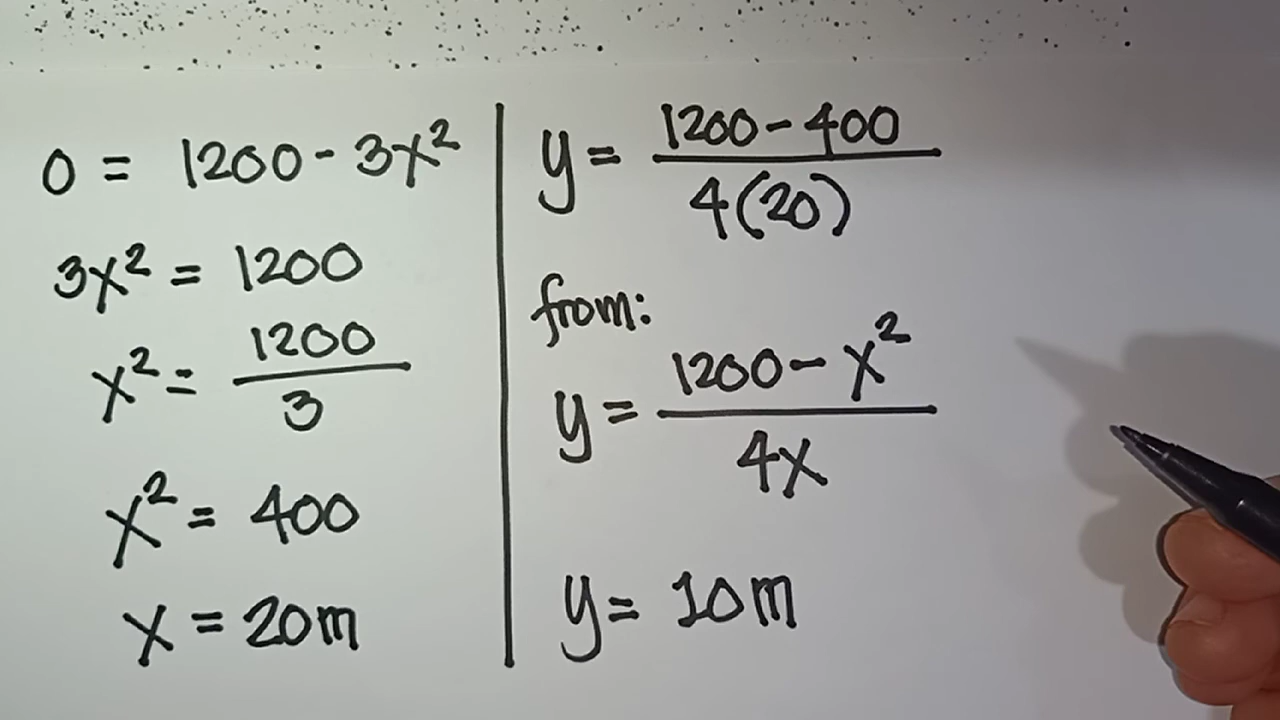 0 = 1200 - 3x²
3x² = 1200
x² = 1200/3
x² = 400
x = 20m
y = (1200 - 400)/(4(20))
from:
y = (1200 - x²)/(4x)
y = 10m